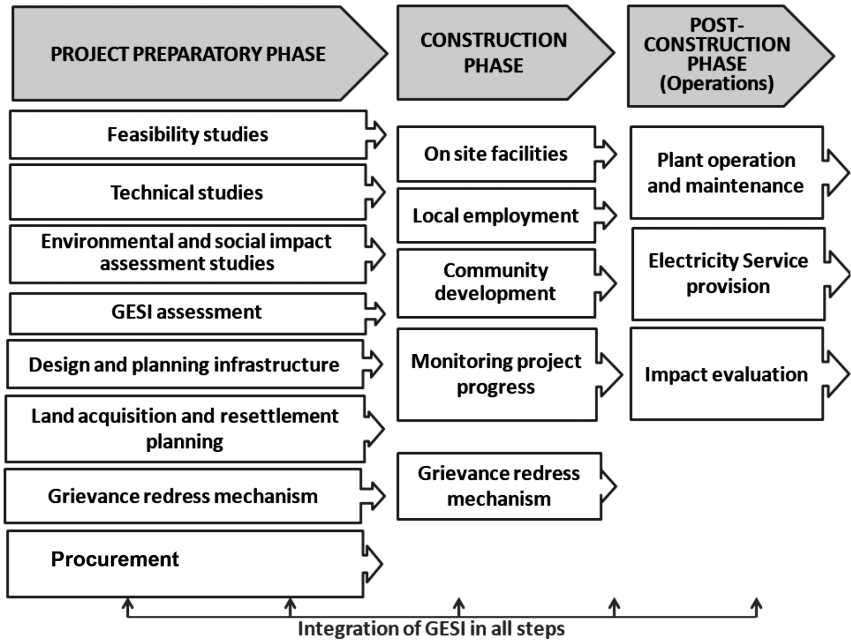 PROJECT PREPARATORY PHASE
Feasibility studies
Technical studies
Environmental and social impact
assessment studies
GESI assessment
Design and planning infrastructure
Land acquisition and resettlement
planning
Grievance redress mechanism
Procurement
CONSTRUCTION
PHASE
On site facilities
Local employment
Community
development
Monitoring project
progress
Grievance redress
mechanism
POST-
CONSTRUCTION
PHASE
(Operations)
Plant operation
and maintenance
Electricity Service
provision
Impact evaluation
Integration of GESI in all steps